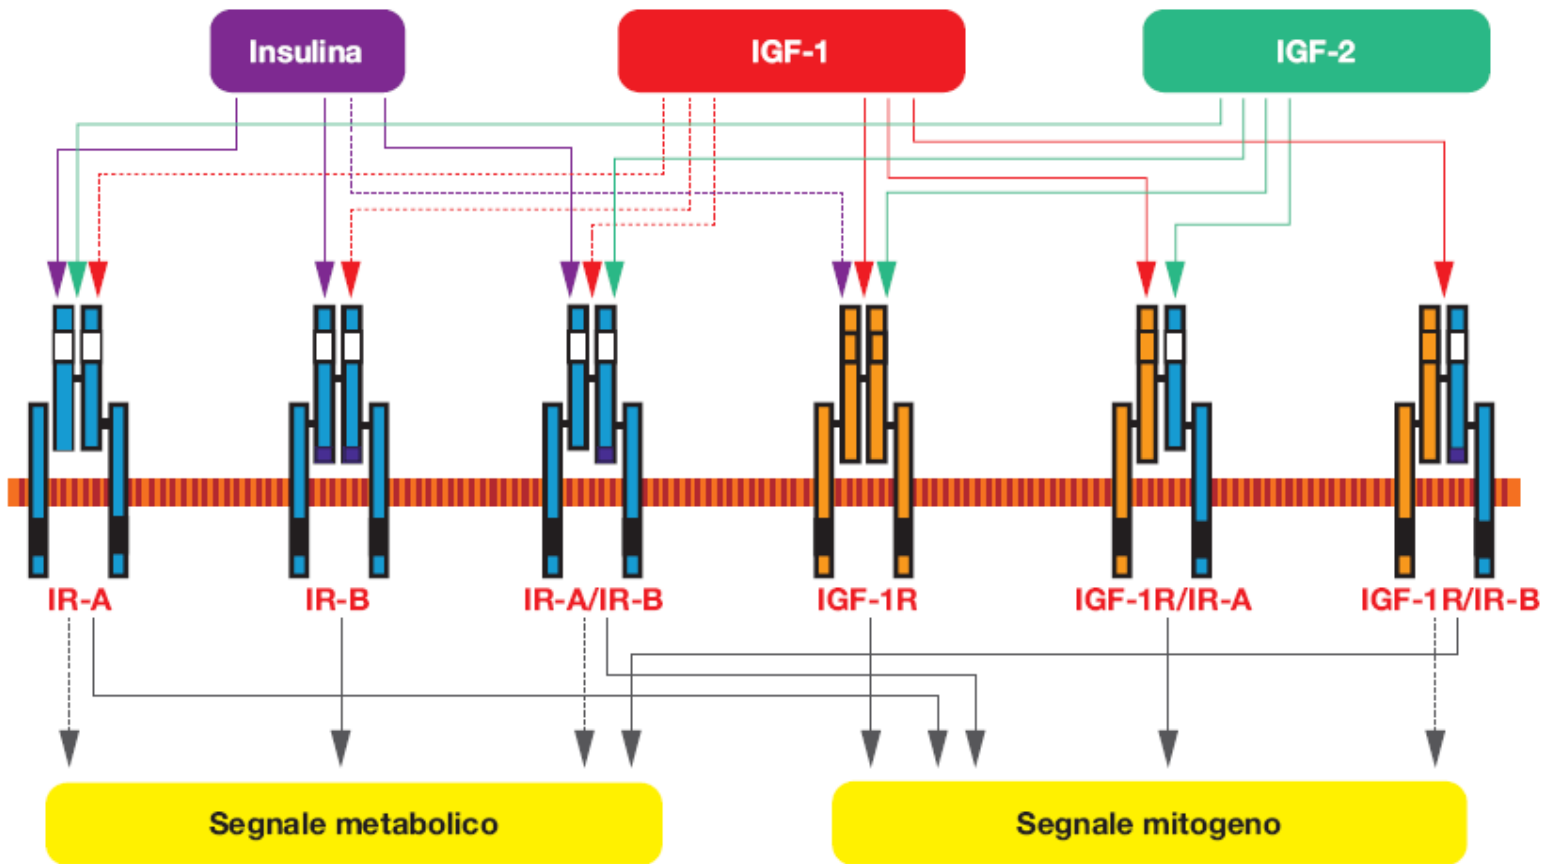 Insulina
IGF-1
IGF-2
IR-A
IR-B
IR-A/IR-B
IGF-1R
IGF-1R/IR-A
IGF-1R/IR-B
Segnale metabolico
Segnale mitogeno